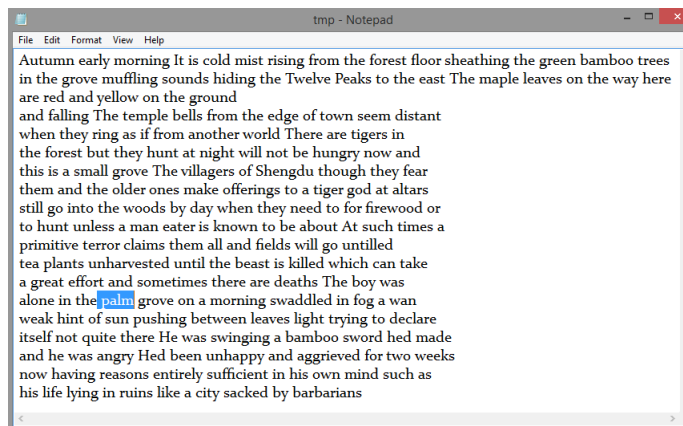 tmp - Notepad
File Edit Format View Help
Autumn early morning It is cold mist rising from the forest floor sheathing the green bamboo trees
in the grove muffling sounds hiding the Twelve Peaks to the east The maple leaves on the way here
are red and yellow on the ground
and falling The temple bells from the edge of town seem distant
when they ring as if from another world There are tigers in
the forest but they hunt at night will not be hungry now and
this is a small grove The villagers of Shengdu though they fear
them and the older ones make offerings to a tiger god at altars
still go into the woods by day when they need to for firewood or
to hunt unless a man eater is known to be about At such times a
primitive terror claims them all and fields will go untilled
tea plants unharvested until the beast is killed which can take
a great effort and sometimes there are deaths The boy was
alone in the palm grove on a morning swaddled in fog a wan
weak hint of sun pushing between leaves light trying to declare
itself not quite there He was swinging a bamboo sword hed made
and he was angry Hed been unhappy and aggrieved for two weeks
now having reasons entirely sufficient in his own mind such as
his life lying in ruins like a city sacked by barbarians